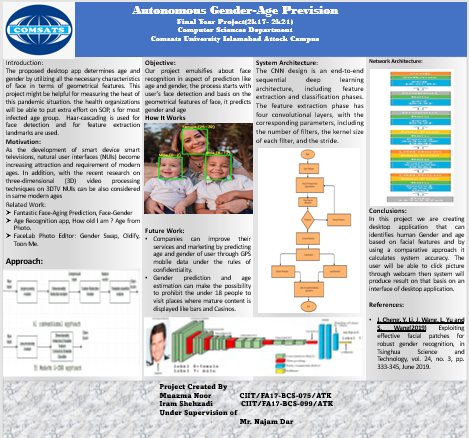 COMSATS
Autonomous Gender-Age Prevision
Final Year Project(2k17- 2k21)
Computer Sciences Department
Comsats University Islamabad Attock Campus
Introduction:
The proposed desktop app determines age and
gender by utilizing all the necessary characteristics
of face in terms of geometrical features. This
project might be helpful for measuring the heat of
this pandemic situation, the health organizations
will be able to put extra effort on SOP, s for most
infected age group. Haar-cascading is used for
face detection and for feature extraction
landmarks are used.
Motivation:
As the development of smart device smart
televisions, natural user interfaces (NUIs) become
increasing attraction and requirement of modern
ages. In addition, with the recent research on
three-dimensional (3D) video processing
techniques on 3DTV NUIs can be also considered
in same modern ages
Related Work:
➤ Fantastic Face-Aging Prediction, Face-Gender
➤ Age Recognition app, How old I am ? Age from
Photo.
➤ FaceLab Photo Editor: Gender Swap, Oldify,
Toon Me.
Approach:
Objective:
Our project emulsifies about face
recognition in aspect of prediction like
age and gender, the process starts with
user's face detection and basis on the
geometrical features of face, it predicts
gender and age
How It Works
Future Work:
• Companies can improve their
services and marketing by predicting
age and gender of user through GPS
mobile data under the rules of
confidentiality.
• Gender prediction and age
estimation can make the possibility
to prohibit the under 18 people to
visit places where mature content is
displayed like bars and Casinos.
System Architecture:
The CNN design is an end-to-end
sequential deep learning
architecture, including feature
extraction and classification phases.
The feature extraction phase has
four convolutional layers, with the
corresponding parameters, including
the number of filters, the kernel size
of each filter, and the stride.
Network Architecture:
Conclusions:
In this project we are creating
desktop application that can
identifies human Gender and age
based on facial features and by
using a comparative approach it
calculates system accuracy. The
user will be able to click picture
through webcam then system will
produce result on that basis on an
interface of desktop application.
References:
• J. Cheng, Y. Li, J. Wang, L. Yu and
S. Wang(2019) Exploiting
effective facial patches for
robust gender recognition, in
Tsinghua Science and
Technology, vol. 24, no. 3, pp.
333-345, June 2019.
Project Created By
Muazma Noor CIIT/FA17-BCS-075/ATK
Iram Shehzadi CIIT/FA17-BCS-099/ATK
Under Supervision of
Mr. Najam Dar